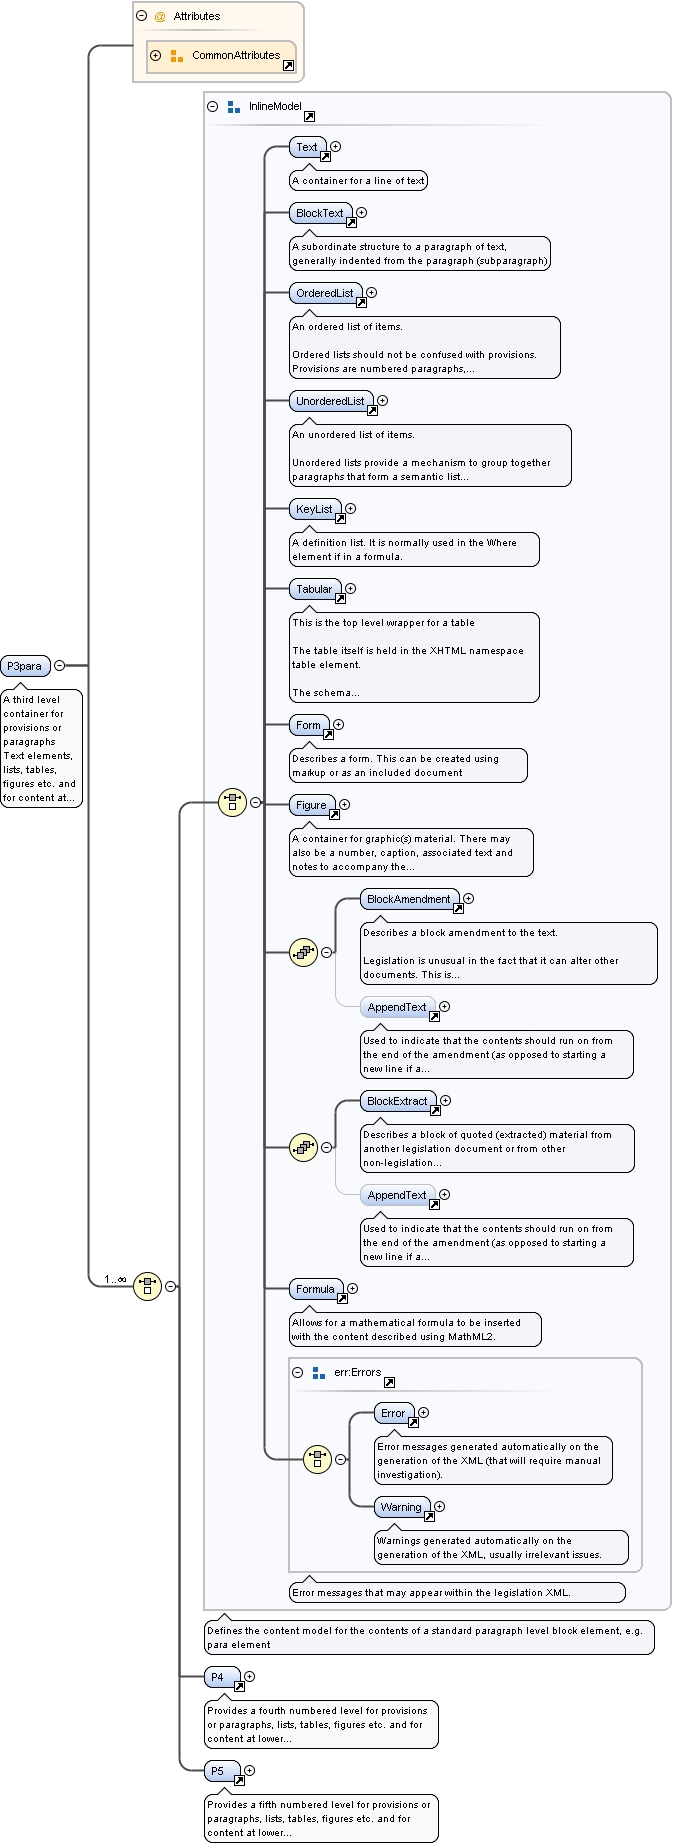 @ Attributes
CommonAttributes
InlineModel
Text
A container for a line of text
BlockText
A subordinate structure to a paragraph of text,
generally indented from the paragraph (subparagraph)
OrderedList
An ordered list of items.
Ordered lists should not be confused with provisions.
Provisions are numbered paragraphs,...
UnorderedList
An unordered list of items.
Unordered lists provide a mechanism to group together
paragraphs that form a semantic list...
KeyList
A definition list. It is normally used in the Where
element if in a formula.
Tabular
This is the top level wrapper for a table
The table itself is held in the XHTML namespace
table element.
The schema...
P3para
A third level
container for
provisions or
paragraphs
Text elements,
lists, tables,
figures etc. and
for content at...
Form
Describes a form. This can be created using
markup or as an included document
Figure
A container for graphic(s) material. There may
also be a number, caption, associated text and
notes to accompany the...
BlockAmendment
Describes a block amendment to the text.
Legislation is unusual in the fact that it can alter other
documents. This is...
AppendText
Used to indicate that the contents should run on from
the end of the amendment (as opposed to starting a
new line if a...
BlockExtract
Describes a block of quoted (extracted) material from
another legislation document or from other
non-legislation...
AppendText
Used to indicate that the contents should run on from
the end of the amendment (as opposed to starting a
new line if a...
1..∞
Formula
Allows for a mathematical formula to be inserted
with the content described using MathML2.
err:Errors
Error
Error messages generated automatically on the
generation of the XML (that will require manual
investigation).
Warning
Warnings generated automatically on the
generation of the XML, usually irrelevant issues.
Error messages that may appear within the legislation XML.
Defines the content model for the contents of a standard paragraph level block element, e.g.
para element
P4
Provides a fourth numbered level for provisions
or paragraphs, lists, tables, figures etc. and for
content at lower...
P5
Provides a fifth numbered level for provisions or
paragraphs, lists, tables, figures etc. and for
content at lower...